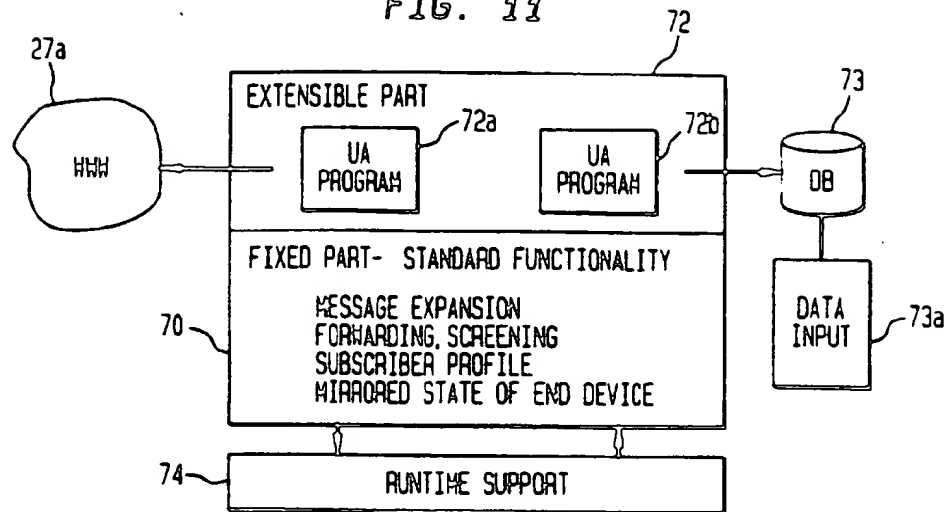 FIG. 11
72
27a
EXTENSIBLE PART
73
72a
72b
WWW
UA
PROGRAM
UA
PROGRAM
DB
FIXED PART- STANDARD FUNCTIONALITY
MESSAGE EXPANSION
FORWARDING, SCREENING
SUBSCRIBER PROFILE
MIRRORED STATE OF END DEVICE
70
DATA
INPUT
73a
74
RUNTIME SUPPORT